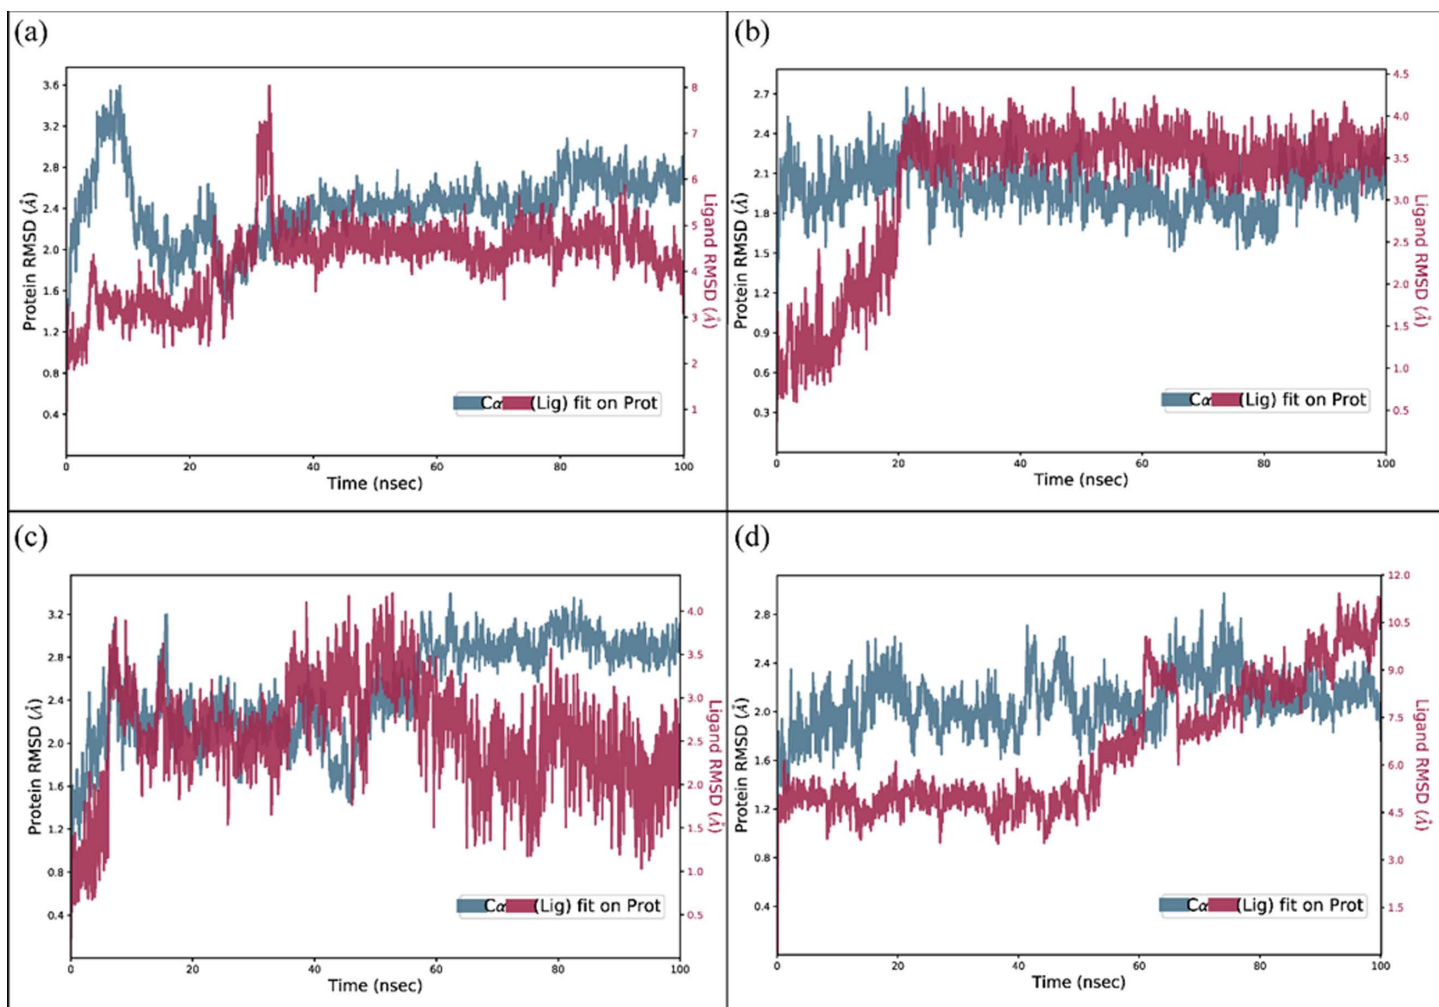 (a)
3.6
3.2
2.8
2.4
2.0
1.6
1.2
0.8
0.4
Protein RMSD (Å)
8
7
6
5
4
3
2
1
Ligand RMSD (Å)
Cα (Lig) fit on Prot
0 20 40 60 80 100
Time (nsec)
(b)
2.7
2.4
2.1
1.8
1.5
1.2
0.9
0.6
0.3
Protein RMSD (Å)
4.5
4.0
3.5
3.0
2.5
2.0
1.5
1.0
0.5
Ligand RMSD (Å)
Cα (Lig) fit on Prot
0 20 40 60 80 100
Time (nsec)
(c)
3.2
2.8
2.4
2.0
1.6
1.2
0.8
0.4
Protein RMSD (Å)
4.0
3.5
3.0
2.5
2.0
1.5
1.0
0.5
Ligand RMSD (Å)
Cα (Lig) fit on Prot
0 20 40 60 80 100
Time (nsec)
(d)
2.8
2.4
2.0
1.6
1.2
0.8
0.4
Protein RMSD (Å)
12.0
10.5
9.0
7.5
6.0
4.5
3.0
1.5
Ligand RMSD (Å)
Cα (Lig) fit on Prot
0 20 40 60 80 100
Time (nsec)